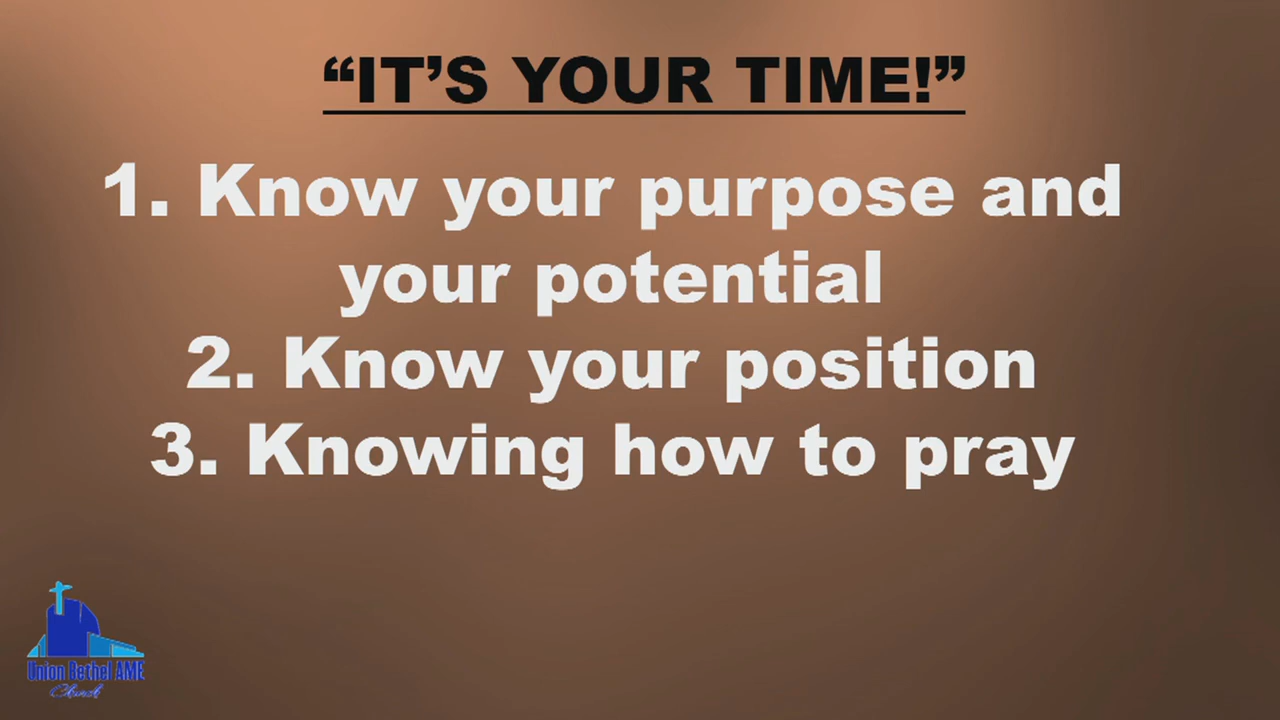 “IT’S YOUR TIME!”
1. Know your purpose and
your potential
2. Know your position
3. Knowing how to pray
Union Bethel AME
Church